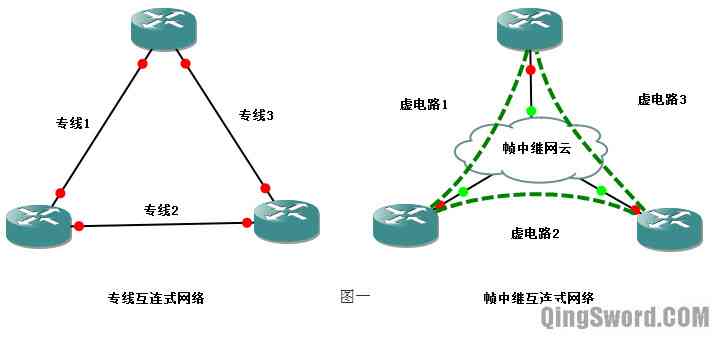 专线1
专线3
专线2
专线互连式网络
图一
虚电路1
虚电路3
帧中继网云
虚电路2
帧中继互连式网络
QingSword.COM